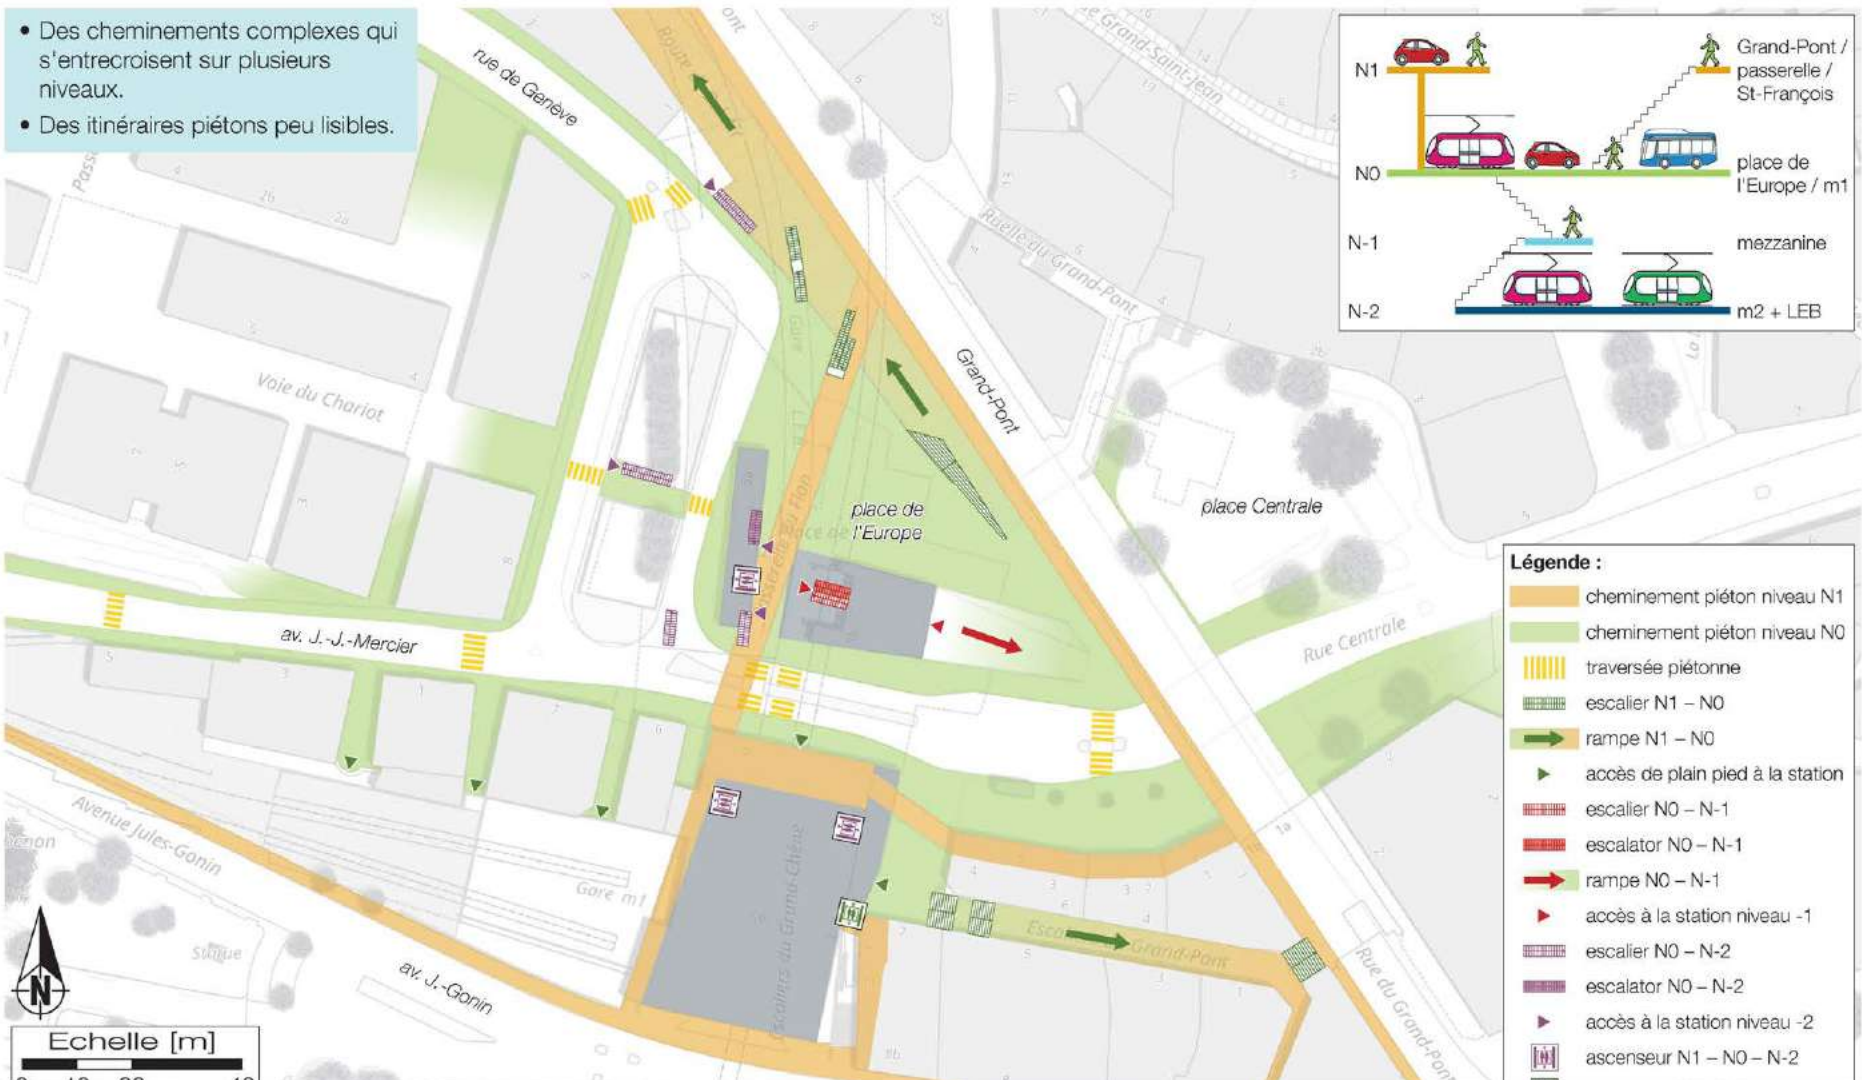 • Des cheminements complexes qui
s'entrecroisent sur plusieurs
niveaux.
• Des itinéraires piétons peu lisibles.
N1
Grand-Pont /
passerelle /
St-François
N0
place de
l'Europe / m1
N-1
mezzanine
N-2
m2 + LEB
Route
rue de Genève
Grand-Saint-Jean
Ruelle du Grand-Pont
Grand-Pont
Voie du Chariot
Gare
place de
l'Europe
place Centrale
Rue Centrale
av. J.-J.-Mercier
Avenue Jules-Gonin
Gare m1
Statue
av. J.-Gonin
Escaliers du Grand-Chêne
Grand-Pont
Rue du Grand-Pont
Légende :
cheminement piéton niveau N1
cheminement piéton niveau N0
traversée piétonne
escalier N1 – N0
rampe N1 – N0
accès de plain pied à la station
escalier N0 – N-1
escalator N0 – N-1
rampe N0 – N-1
accès à la station niveau -1
escalier N0 – N-2
escalator N0 – N-2
accès à la station niveau -2
ascenseur N1 – N0 – N-2
N
Echelle [m]